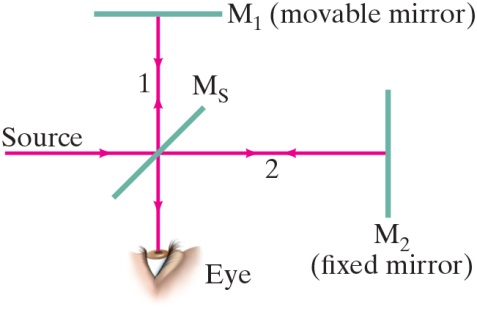 M₁ (movable mirror)
1
Mₛ
Source
2
M₂
(fixed mirror)
Eye